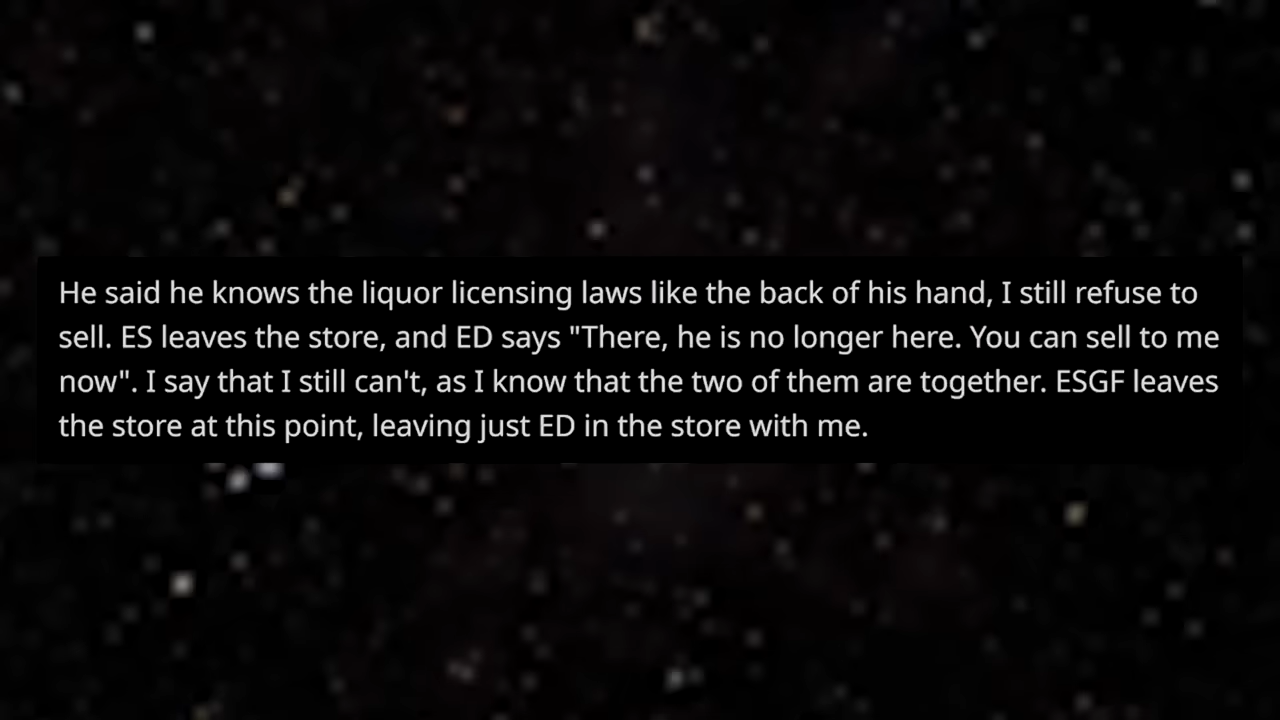 He said he knows the liquor licensing laws like the back of his hand, I still refuse to
sell. ES leaves the store, and ED says "There, he is no longer here. You can sell to me
now". I say that I still can't, as I know that the two of them are together. ESGF leaves
the store at this point, leaving just ED in the store with me.